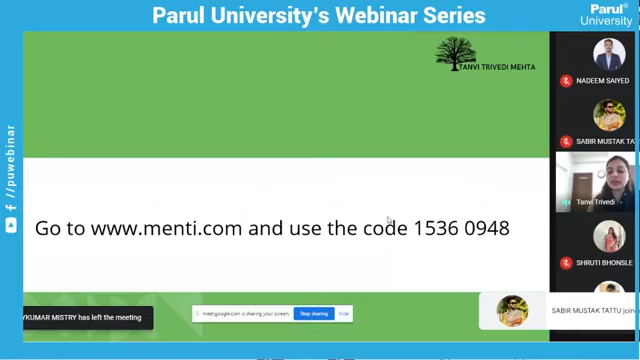 Parul University's Webinar Series
Parul®
University
TANVI TRIVEDI MEHTA
NADEEM SAIYED
SABIR MUSTAK TAT
Tanvi Trivedi
SHRUTI BHONSLE
/puwebinar
Go to www.menti.com and use the code 1536 0948
YKUMAR MISTRY has left the meeting
meet.google.com is sharing your screen.
Stop sharing
Hide
SABIR MUSTAK TATTU joine